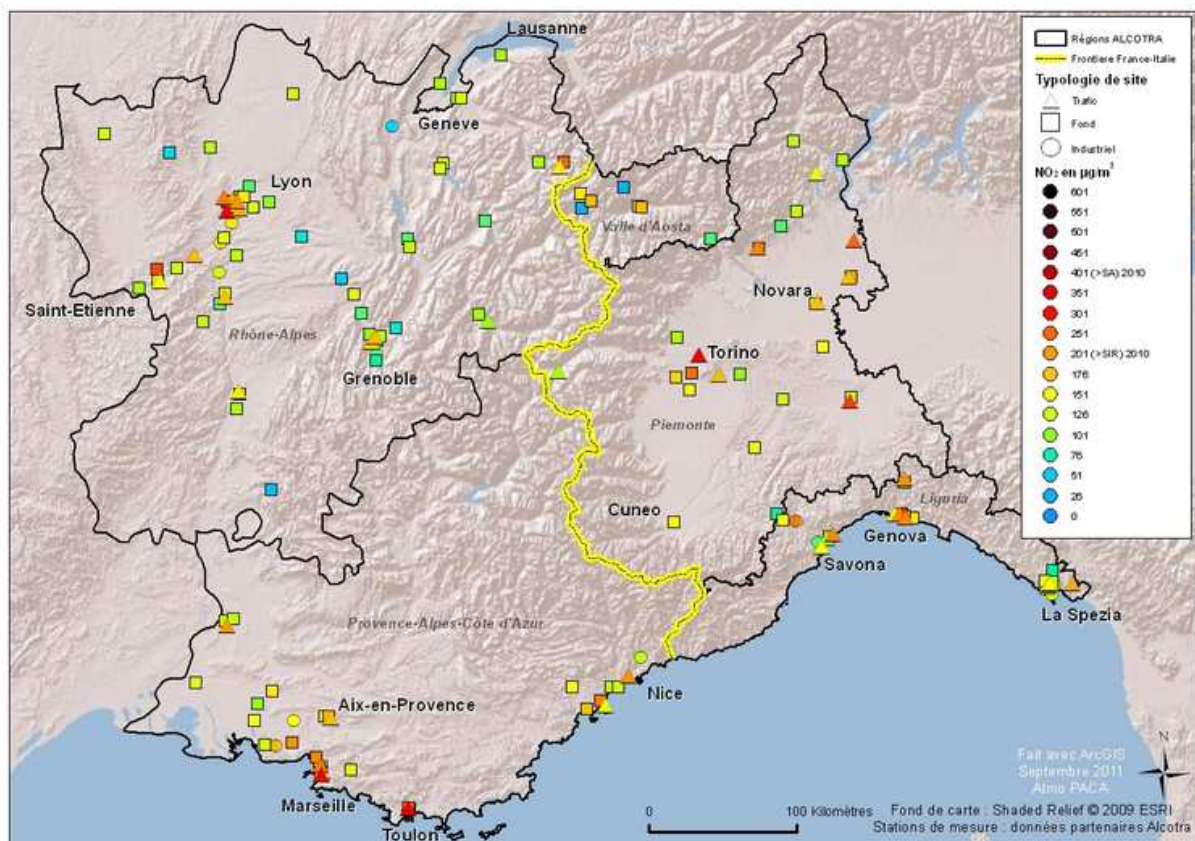 Lausanne
Geneve
Lyon
Valle d'Aosta
Novara
Saint-Etienne
Rhône-Alpes
Grenoble
Torino
Piemonte
Cuneo
Liguria
Genova
Savona
La Spezia
Provence-Alpes-Côte d'Azur
Nice
Aix-en-Provence
Marseille
Toulon
Régions ALCOTRA
Frontiere France-Italie
Typologie de site
Trafic
Fond
Industriel
NO₂ en µg/m³
601
551
501
451
401 (>SA) 2010
351
301
251
201 (>SIR) 2010
176
151
126
101
76
51
26
0
N
Fait avec ArcGIS
Septembre 2011
Atmo PACA
0 100 Kilomètres
Fond de carte : Shaded Relief © 2009 ESRI
Stations de mesure : données partenaires Alcotra